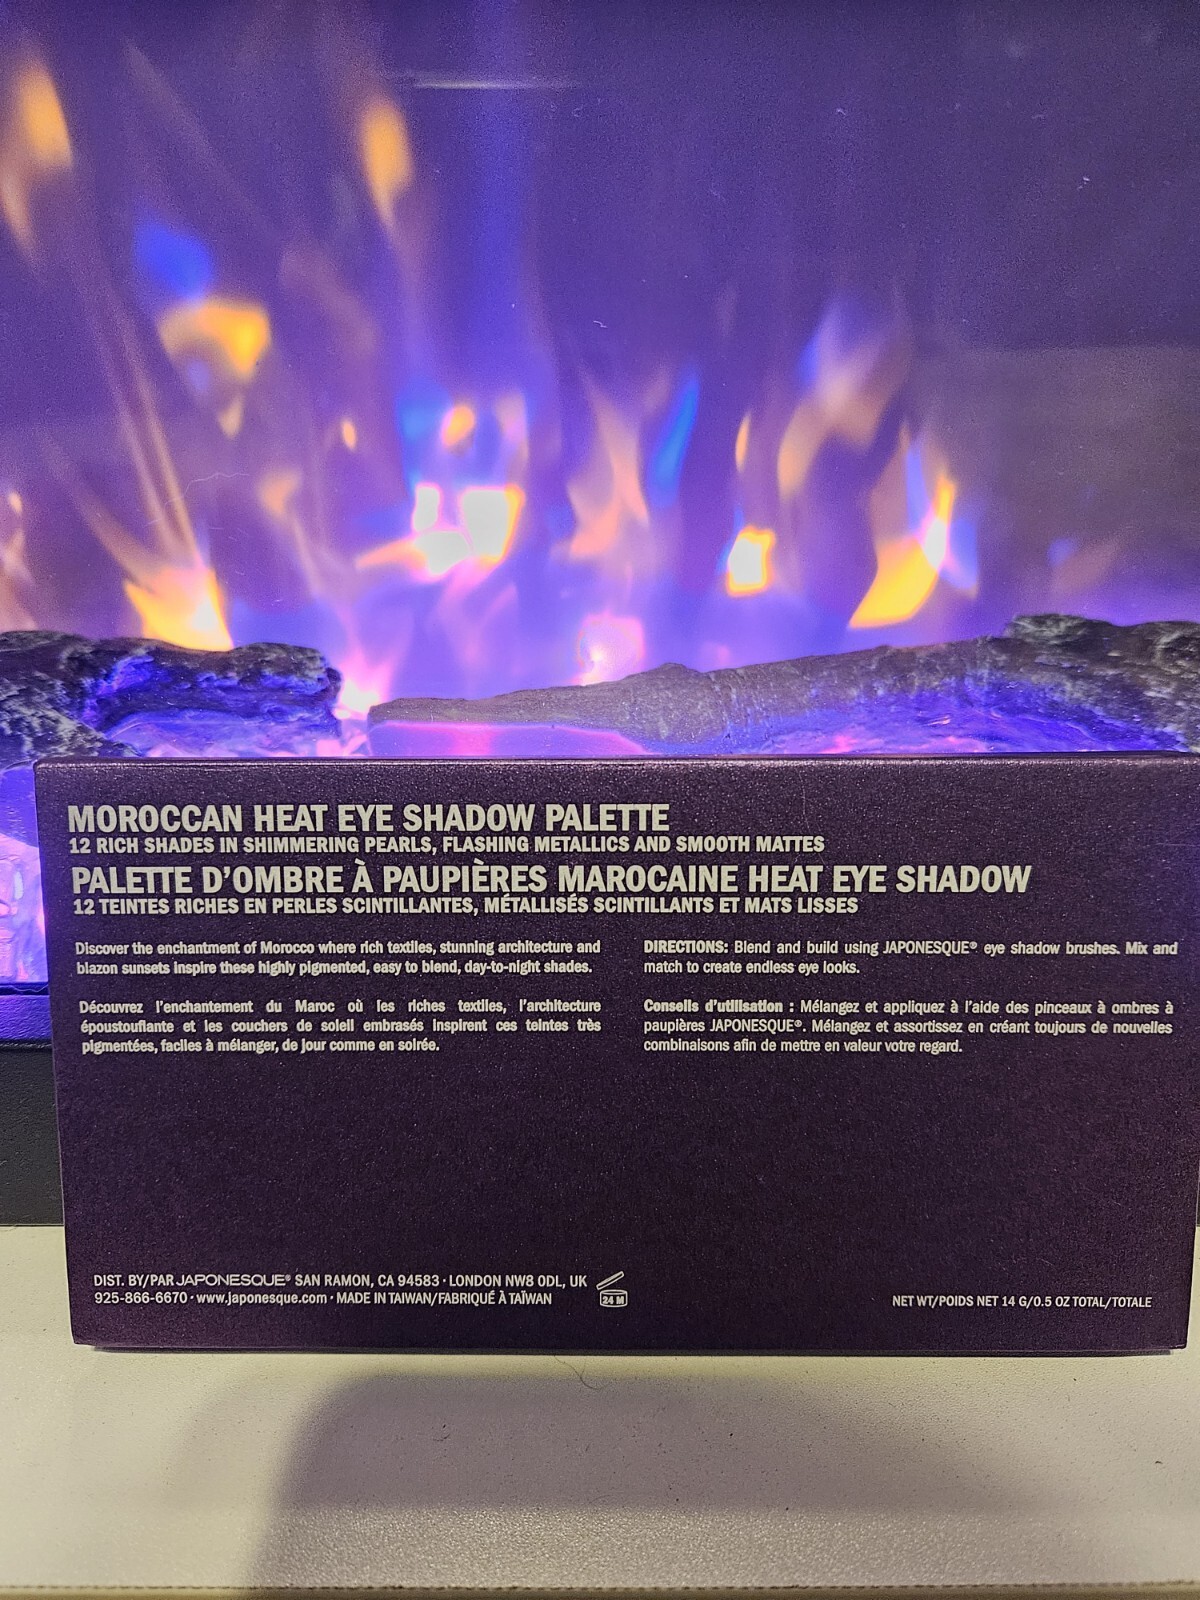 MOROCCAN HEAT EYE SHADOW PALETTE
12 RICH SHADES IN SHIMMERING PEARLS, FLASHING METALLICS AND SMOOTH MATTES
PALETTE D'OMBRE À PAUPIÈRES MAROCAINE HEAT EYE SHADOW
12 TEINTES RICHES EN PERLES SCINTILLANTES, MÉTALLISÉS SCINTILLANTS ET MATS LISSES
Discover the enchantment of Morocco where rich textiles, stunning architecture and
blazon sunsets inspire these highly pigmented, easy to blend, day-to-night shades.
Découvrez l'enchantement du Maroc où les riches textiles, l'architecture
époustouflante et les couchers de soleil embrasés inspirent ces teintes très
pigmentées, faciles à mélanger, de jour comme en soirée.
DIRECTIONS: Blend and build using JAPONESQUE® eye shadow brushes. Mix and
match to create endless eye looks.
Conseils d'utilisation : Mélangez et appliquez à l'aide des pinceaux à ombres à
paupières JAPONESQUE®. Mélangez et assortissez en créant toujours de nouvelles
combinaisons afin de mettre en valeur votre regard.
DIST. BY/PAR JAPONESQUE® SAN RAMON, CA 94583 · LONDON NW8 0DL, UK
925-866-6670 · www.japonesque.com · MADE IN TAIWAN/FABRIQUÉ À TAÏWAN
24 M
NET WT/POIDS NET 14 G/0.5 OZ TOTAL/TOTALE